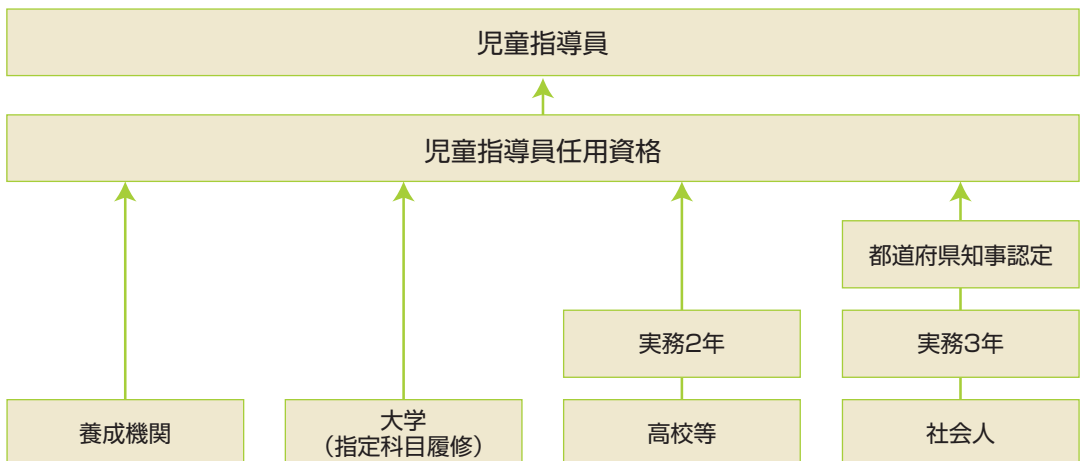 児童指導員
児童指導員任用資格
都道府県知事認定
実務2年
実務3年
養成機関
大学
（指定科目履修）
高校等
社会人